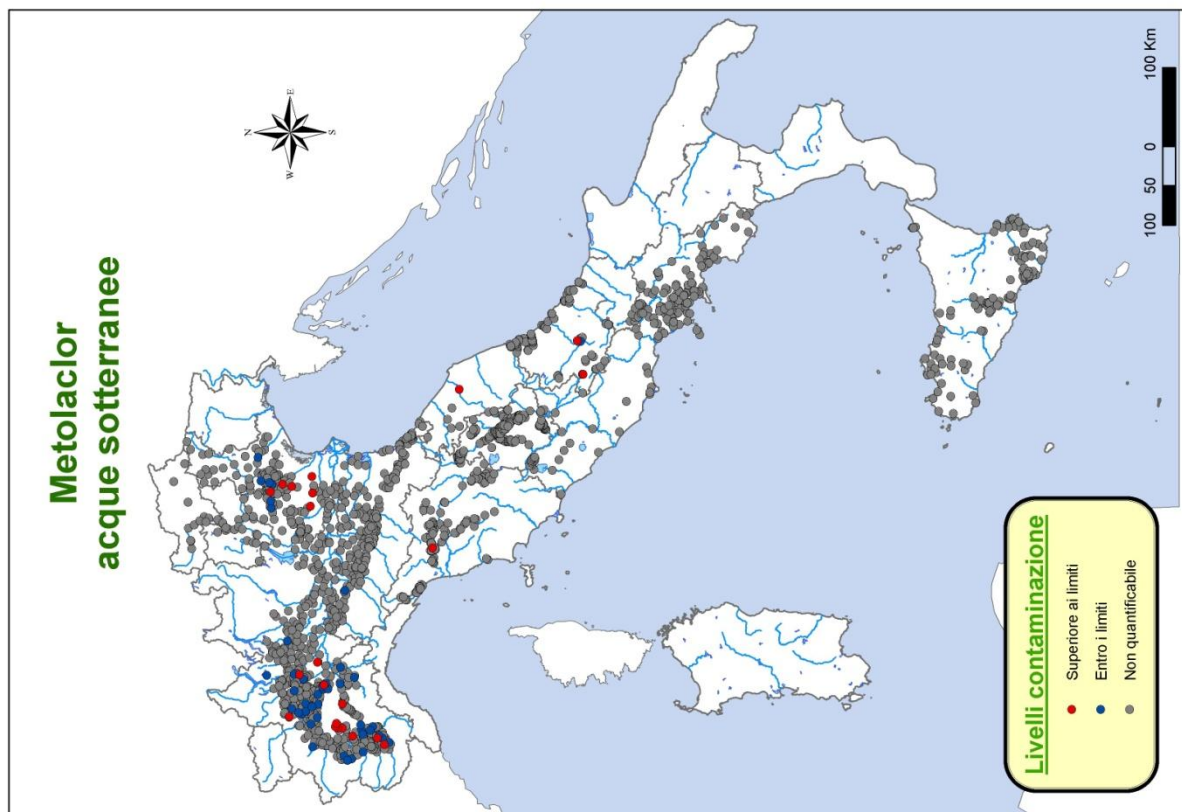 Metolaclor
acque sotterranee
N
W
E
S
Livelli contaminazione
Superiore ai limiti
Entro i limiti
Non quantificabile
100 50 0 100 Km